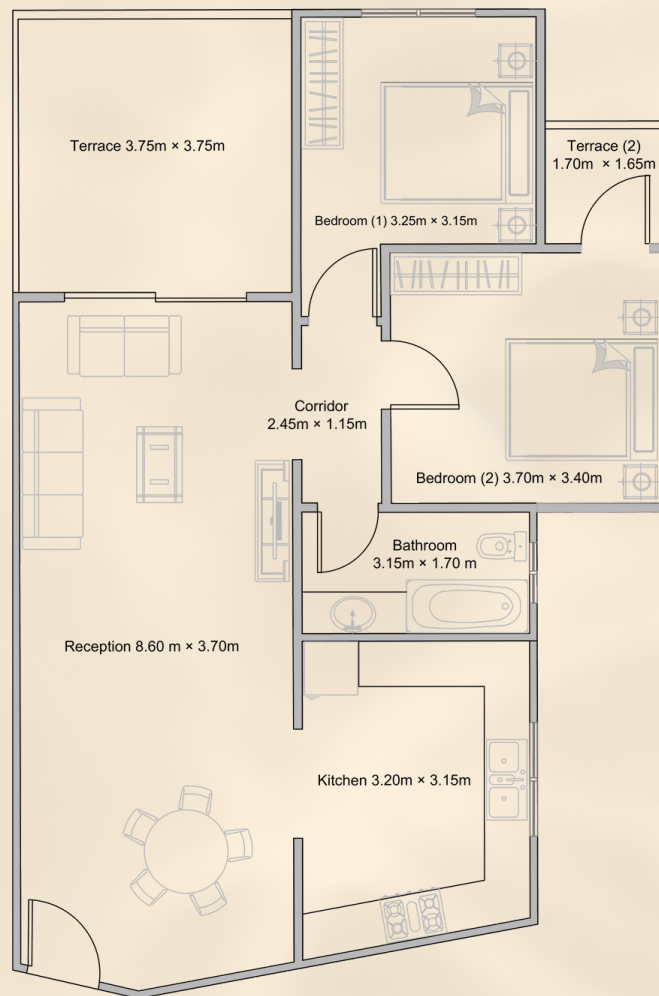 Terrace 3.75m × 3.75m
Terrace (2)
1.70m × 1.65m
Bedroom (1) 3.25m × 3.15m
Corridor
2.45m × 1.15m
Bedroom (2) 3.70m × 3.40m
Bathroom
3.15m × 1.70 m
Reception 8.60 m × 3.70m
Kitchen 3.20m × 3.15m